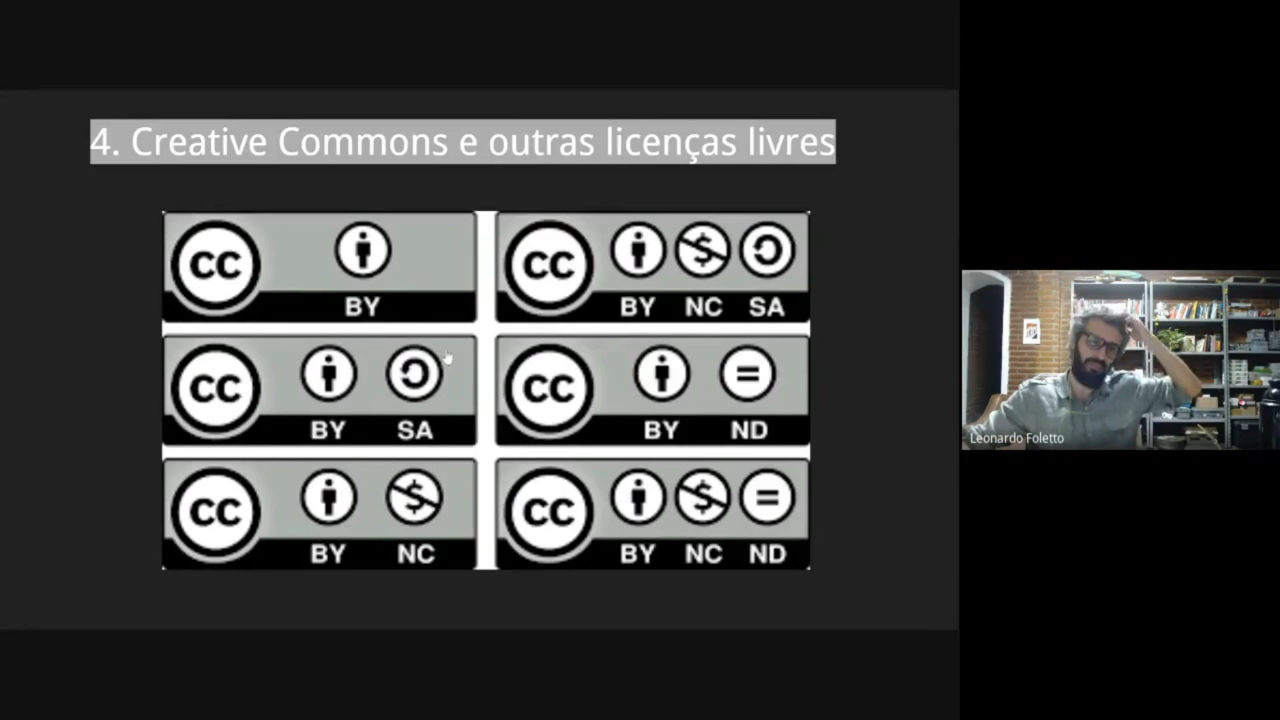 4. Creative Commons e outras licenças livres
CC BY
CC BY NC SA
CC BY SA
CC BY ND
CC BY NC
CC BY NC ND
Leonardo Foletto